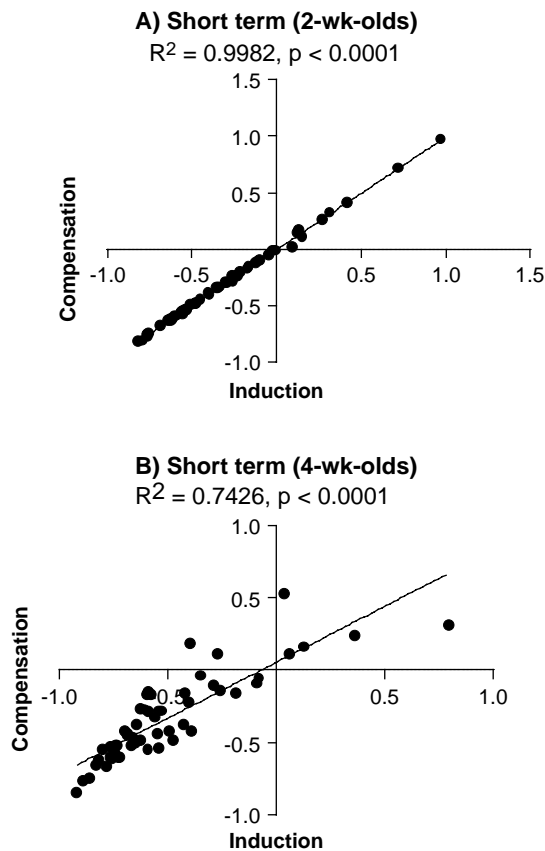 A) Short term (2-wk-olds)
R2 = 0.9982, p < 0.0001
1.5
1.0
0.5
-1.0 -0.5 0.5 1.0 1.5
-0.5
-1.0
Compensation
Induction
B) Short term (4-wk-olds)
R2 = 0.7426, p < 0.0001
1.0
0.5
-1.0 -0.5 0.5 1.0
-0.5
-1.0
Compensation
Induction